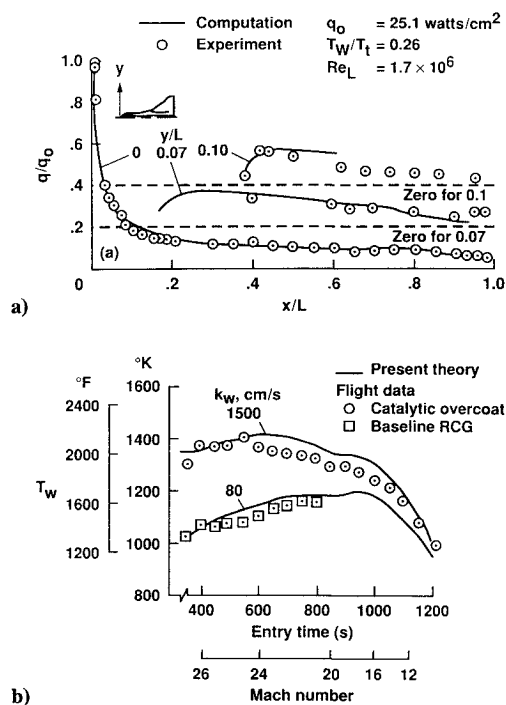 — Computation
⊙ Experiment
q₀ = 25.1 watts/cm²
T_W/T_t = 0.26
Re_L = 1.7 × 10⁶
1.0
.8
.6
.4
.2
0
q/q₀
y
y/L
0 0.07
0.10
Zero for 0.1
Zero for 0.07
(a)
.2 .4 .6 .8 1.0
x/L
a)
°F
°K
2400
2000
1600
1200
1600
1400
1200
1000
800
T_W
— Present theory
Flight data
⊙ Catalytic overcoat
⊡ Baseline RCG
k_W, cm/s
1500
80
400 600 800 1000 1200
Entry time (s)
26 24 20 16 12
Mach number
b)